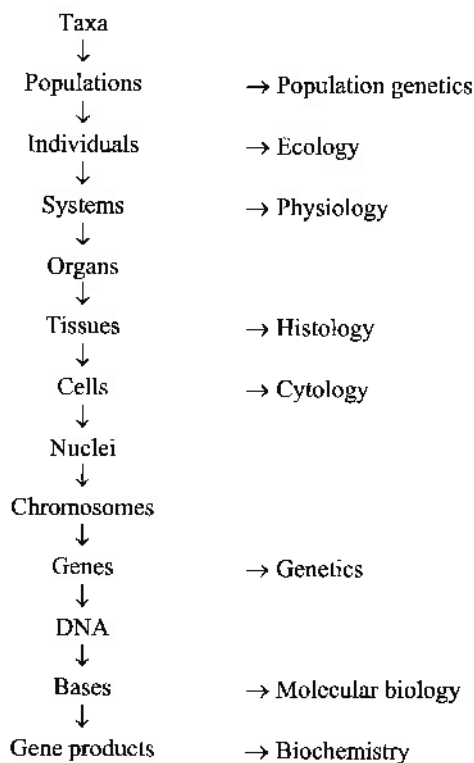 Taxa
↓
Populations → Population genetics
↓
Individuals → Ecology
↓
Systems → Physiology
↓
Organs
↓
Tissues → Histology
↓
Cells → Cytology
↓
Nuclei
↓
Chromosomes
↓
Genes → Genetics
↓
DNA
↓
Bases → Molecular biology
↓
Gene products → Biochemistry